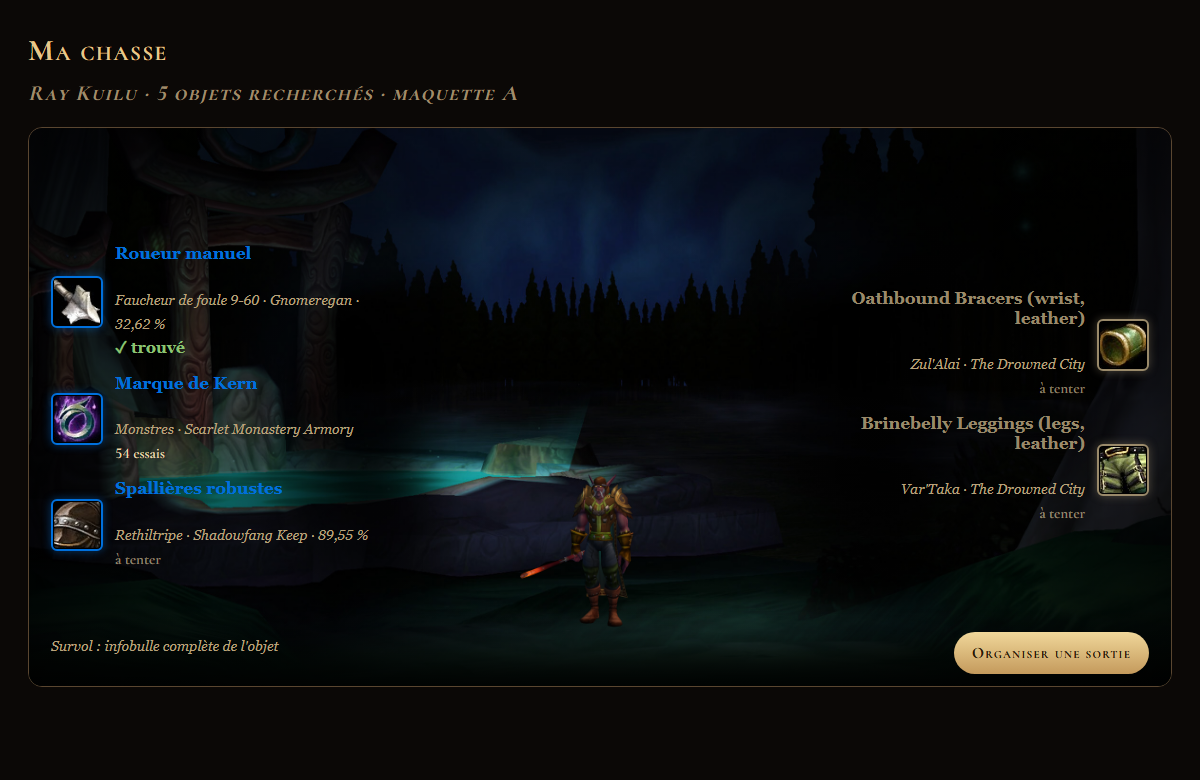 Ma chasse
Ray Kuilu · 5 objets recherchés · maquette A
Roueur manuel
Faucheur de foule 9-60 · Gnomeregan ·
32,62 %
✓ trouvé
Marque de Kern
Monstres · Scarlet Monastery Armory
54 essais
Spallières robustes
Rethiltripe · Shadowfang Keep · 89,55 %
à tenter
Oathbound Bracers (wrist,
leather)
Zul'Alai · The Drowned City
à tenter
Brinebelly Leggings (legs,
leather)
Var'Taka · The Drowned City
à tenter
Survol : infobulle complète de l'objet
Organiser une sortie